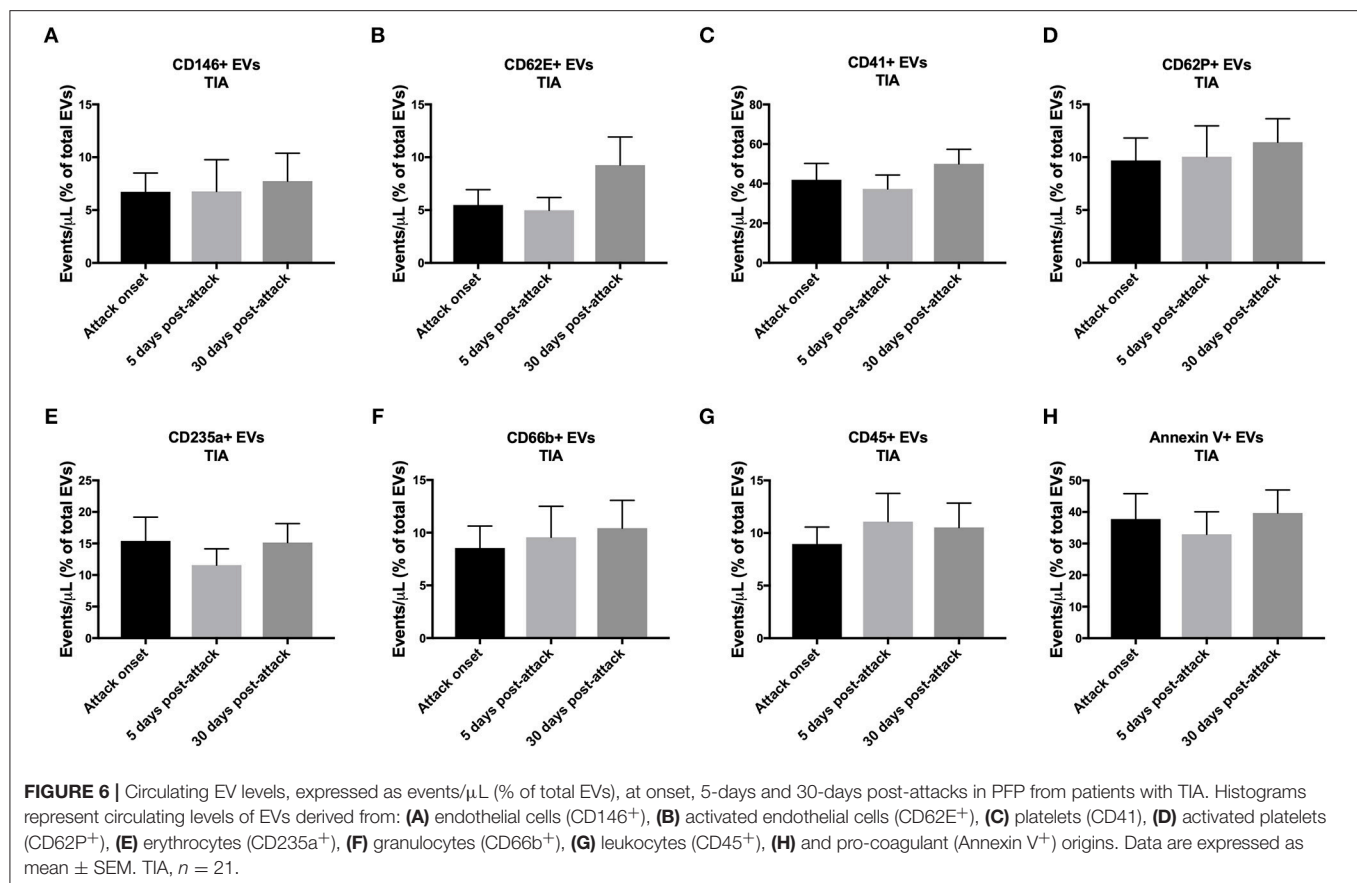 A
CD146+ EVs
TIA
Events/μL (% of total EVs)
15
10
5
0
Attack onset
5 days post-attack
30 days post-attack
B
CD62E+ EVs
TIA
Events/μL (% of total EVs)
15
10
5
0
Attack onset
5 days post-attack
30 days post-attack
C
CD41+ EVs
TIA
Events/μL (% of total EVs)
80
60
40
20
0
Attack onset
5 days post-attack
30 days post-attack
D
CD62P+ EVs
TIA
Events/μL (% of total EVs)
15
10
5
0
Attack onset
5 days post-attack
30 days post-attack
E
CD235a+ EVs
TIA
Events/μL (% of total EVs)
25
20
15
10
5
0
Attack onset
5 days post-attack
30 days post-attack
F
CD66b+ EVs
TIA
Events/μL (% of total EVs)
15
10
5
0
Attack onset
5 days post-attack
30 days post-attack
G
CD45+ EVs
TIA
Events/μL (% of total EVs)
15
10
5
0
Attack onset
5 days post-attack
30 days post-attack
H
Annexin V+ EVs
TIA
Events/μL (% of total EVs)
50
40
30
20
10
0
Attack onset
5 days post-attack
30 days post-attack
FIGURE 6 | Circulating EV levels, expressed as events/μL (% of total EVs), at onset, 5-days and 30-days post-attacks in PFP from patients with TIA. Histograms
represent circulating levels of EVs derived from: (A) endothelial cells (CD146⁺), (B) activated endothelial cells (CD62E⁺), (C) platelets (CD41), (D) activated platelets
(CD62P⁺), (E) erythrocytes (CD235a⁺), (F) granulocytes (CD66b⁺), (G) leukocytes (CD45⁺), (H) and pro-coagulant (Annexin V⁺) origins. Data are expressed as
mean ± SEM. TIA, n = 21.